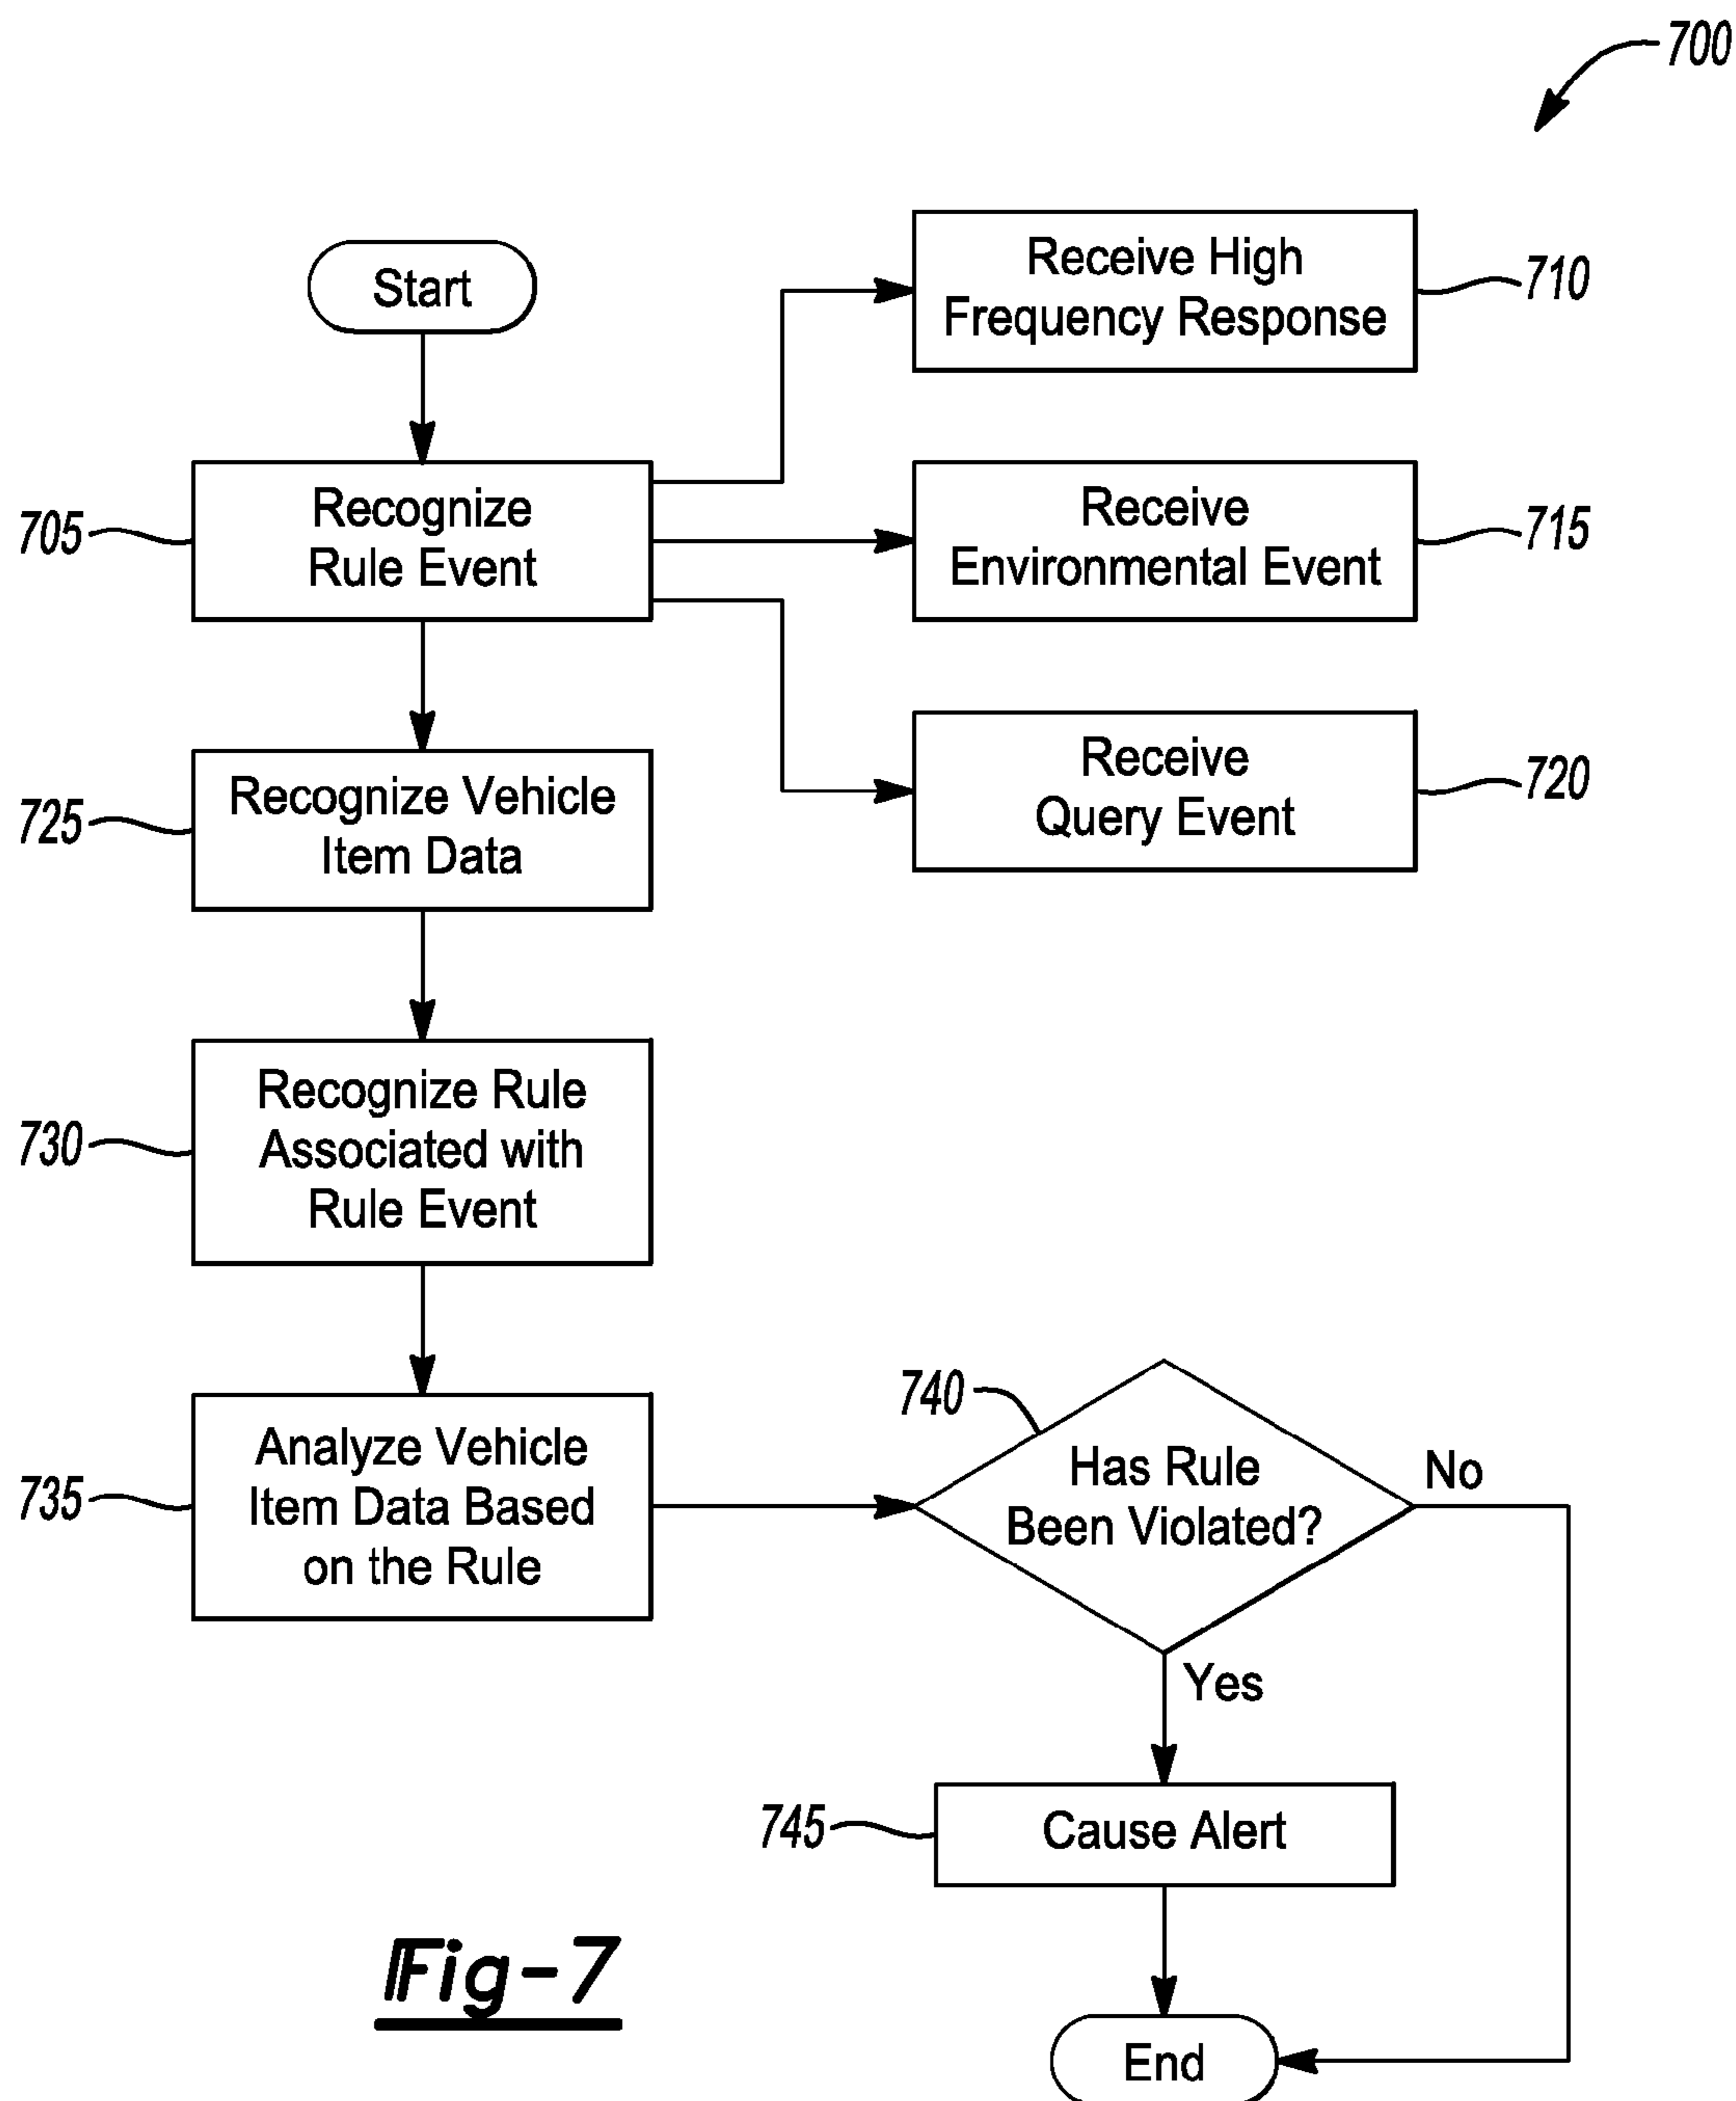 700
Start
Receive High
Frequency Response
710
705
Recognize
Rule Event
Receive
Environmental Event
715
725
Recognize Vehicle
Item Data
Receive
Query Event
720
730
Recognize Rule
Associated with
Rule Event
735
Analyze Vehicle
Item Data Based
on the Rule
740
Has Rule
Been Violated?
No
Yes
745
Cause Alert
End
Fig-7